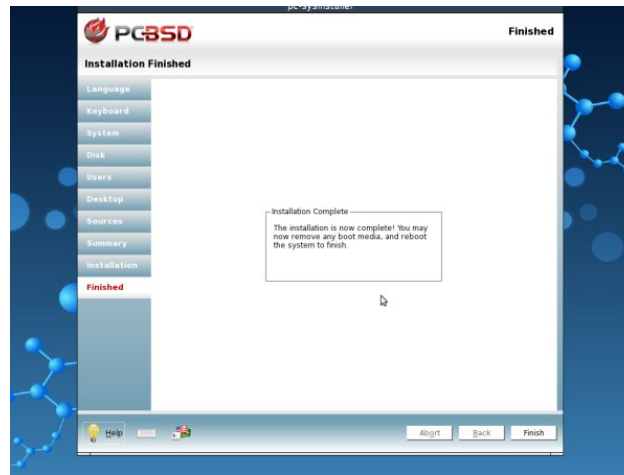 pc-sysinstaller
PCBSD
Finished
Installation Finished
Language
Keyboard
System
Disk
Users
Desktop
Sources
Summary
Installation
Finished
Installation Complete
The installation is now complete! You may
now remove any boot media, and reboot
the system to finish.
Help
Abort
Back
Finish